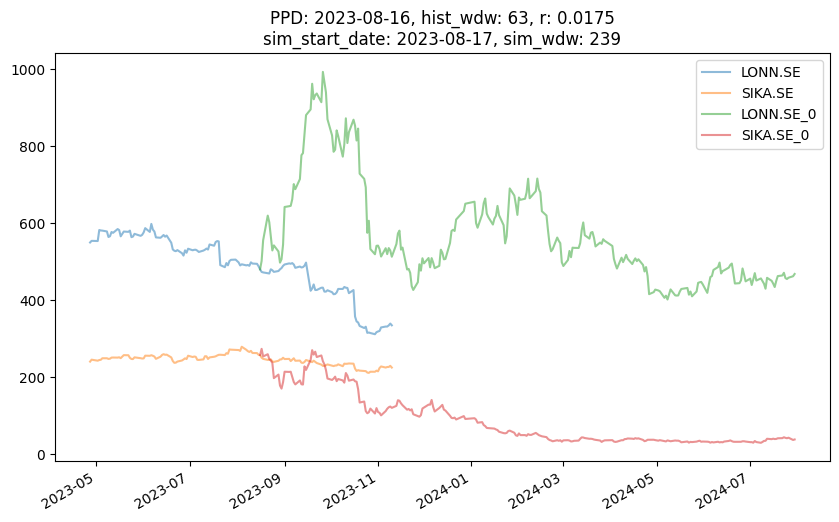 PPD: 2023-08-16, hist_wdw: 63, r: 0.0175
sim_start_date: 2023-08-17, sim_wdw: 239
LONN.SE
SIKA.SE
LONN.SE_0
SIKA.SE_0
1000
800
600
400
200
0
2023-05
2023-07
2023-09
2023-11
2024-01
2024-03
2024-05
2024-07